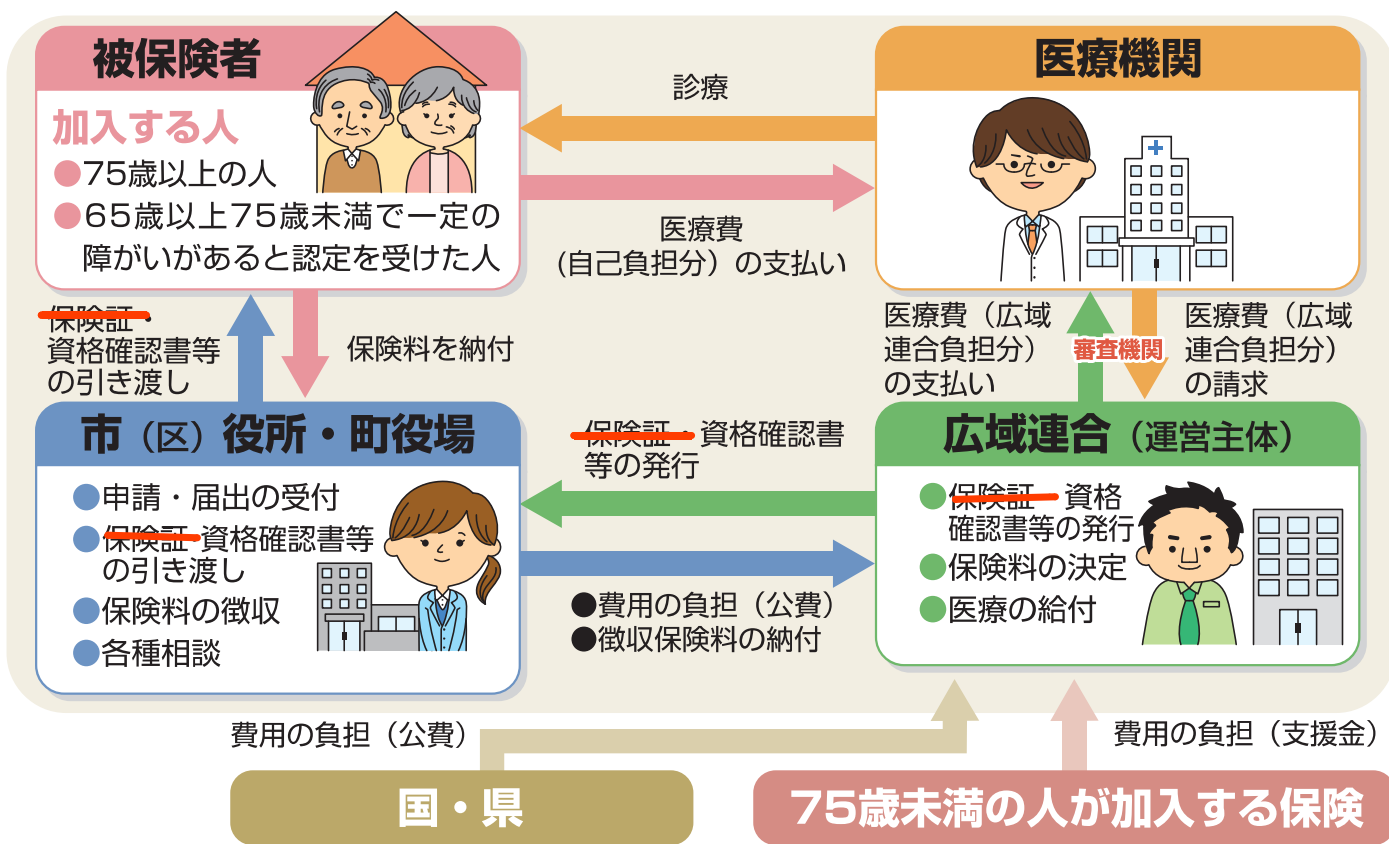 被保険者
加入する人
●75歳以上の人
●65歳以上75歳未満で一定の
障がいがあると認定を受けた人
診療
医療費
(自己負担分）の支払い
医療機関
保険証・
資格確認書等
の引き渡し
保険料を納付
医療費（広域
連合負担分）
の支払い
審査機関
医療費（広域
連合負担分）
の請求
市（区）役所・町役場
●申請・届出の受付
●保険証・資格確認書等
の引き渡し
●保険料の徴収
●各種相談
保険証・資格確認書
等の発行
●費用の負担（公費）
●徴収保険料の納付
広域連合（運営主体）
●保険証・資格
確認書等の発行
●保険料の決定
●医療の給付
費用の負担（公費）
費用の負担（支援金）
国・県
75歳未満の人が加入する保険